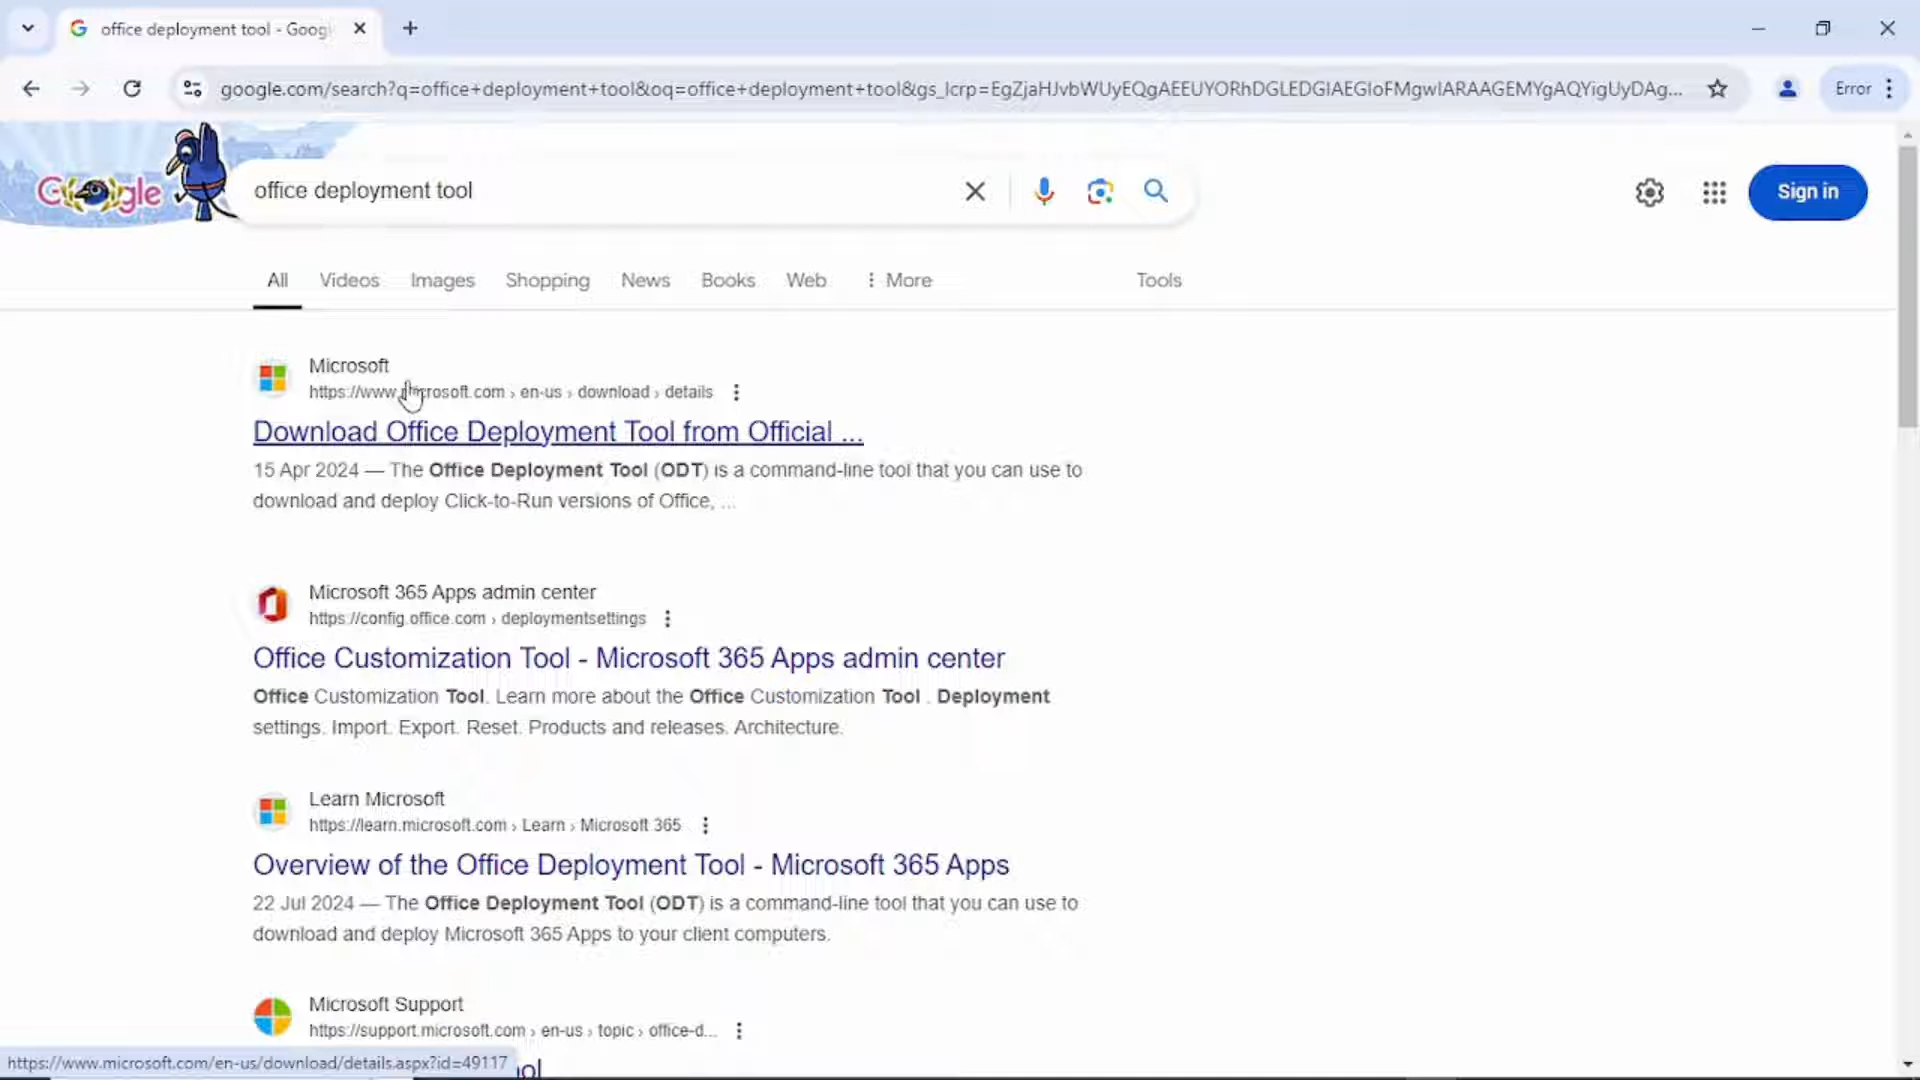 office deployment tool - Goog
google.com/search?q=office+deployment+tool&oq=office+deployment+tool&gs_lcrp=EgZjaHJvbWUyEQgAEEUYORhDGLEDGIAEGIoFMgwIARAAGEMYgAQYigUyDAg...
Error
Google
office deployment tool
Sign in
All Videos Images Shopping News Books Web More Tools
Microsoft
https://www.microsoft.com › en-us › download › details
Download Office Deployment Tool from Official ...
15 Apr 2024 — The Office Deployment Tool (ODT) is a command-line tool that you can use to
download and deploy Click-to-Run versions of Office, ...
Microsoft 365 Apps admin center
https://config.office.com › deploymentsettings
Office Customization Tool - Microsoft 365 Apps admin center
Office Customization Tool. Learn more about the Office Customization Tool . Deployment
settings. Import. Export. Reset. Products and releases. Architecture.
Learn Microsoft
https://learn.microsoft.com › Learn › Microsoft 365
Overview of the Office Deployment Tool - Microsoft 365 Apps
22 Jul 2024 — The Office Deployment Tool (ODT) is a command-line tool that you can use to
download and deploy Microsoft 365 Apps to your client computers.
Microsoft Support
https://support.microsoft.com › en-us › topic › office-d...
https://www.microsoft.com/en-us/download/details.aspx?id=49117